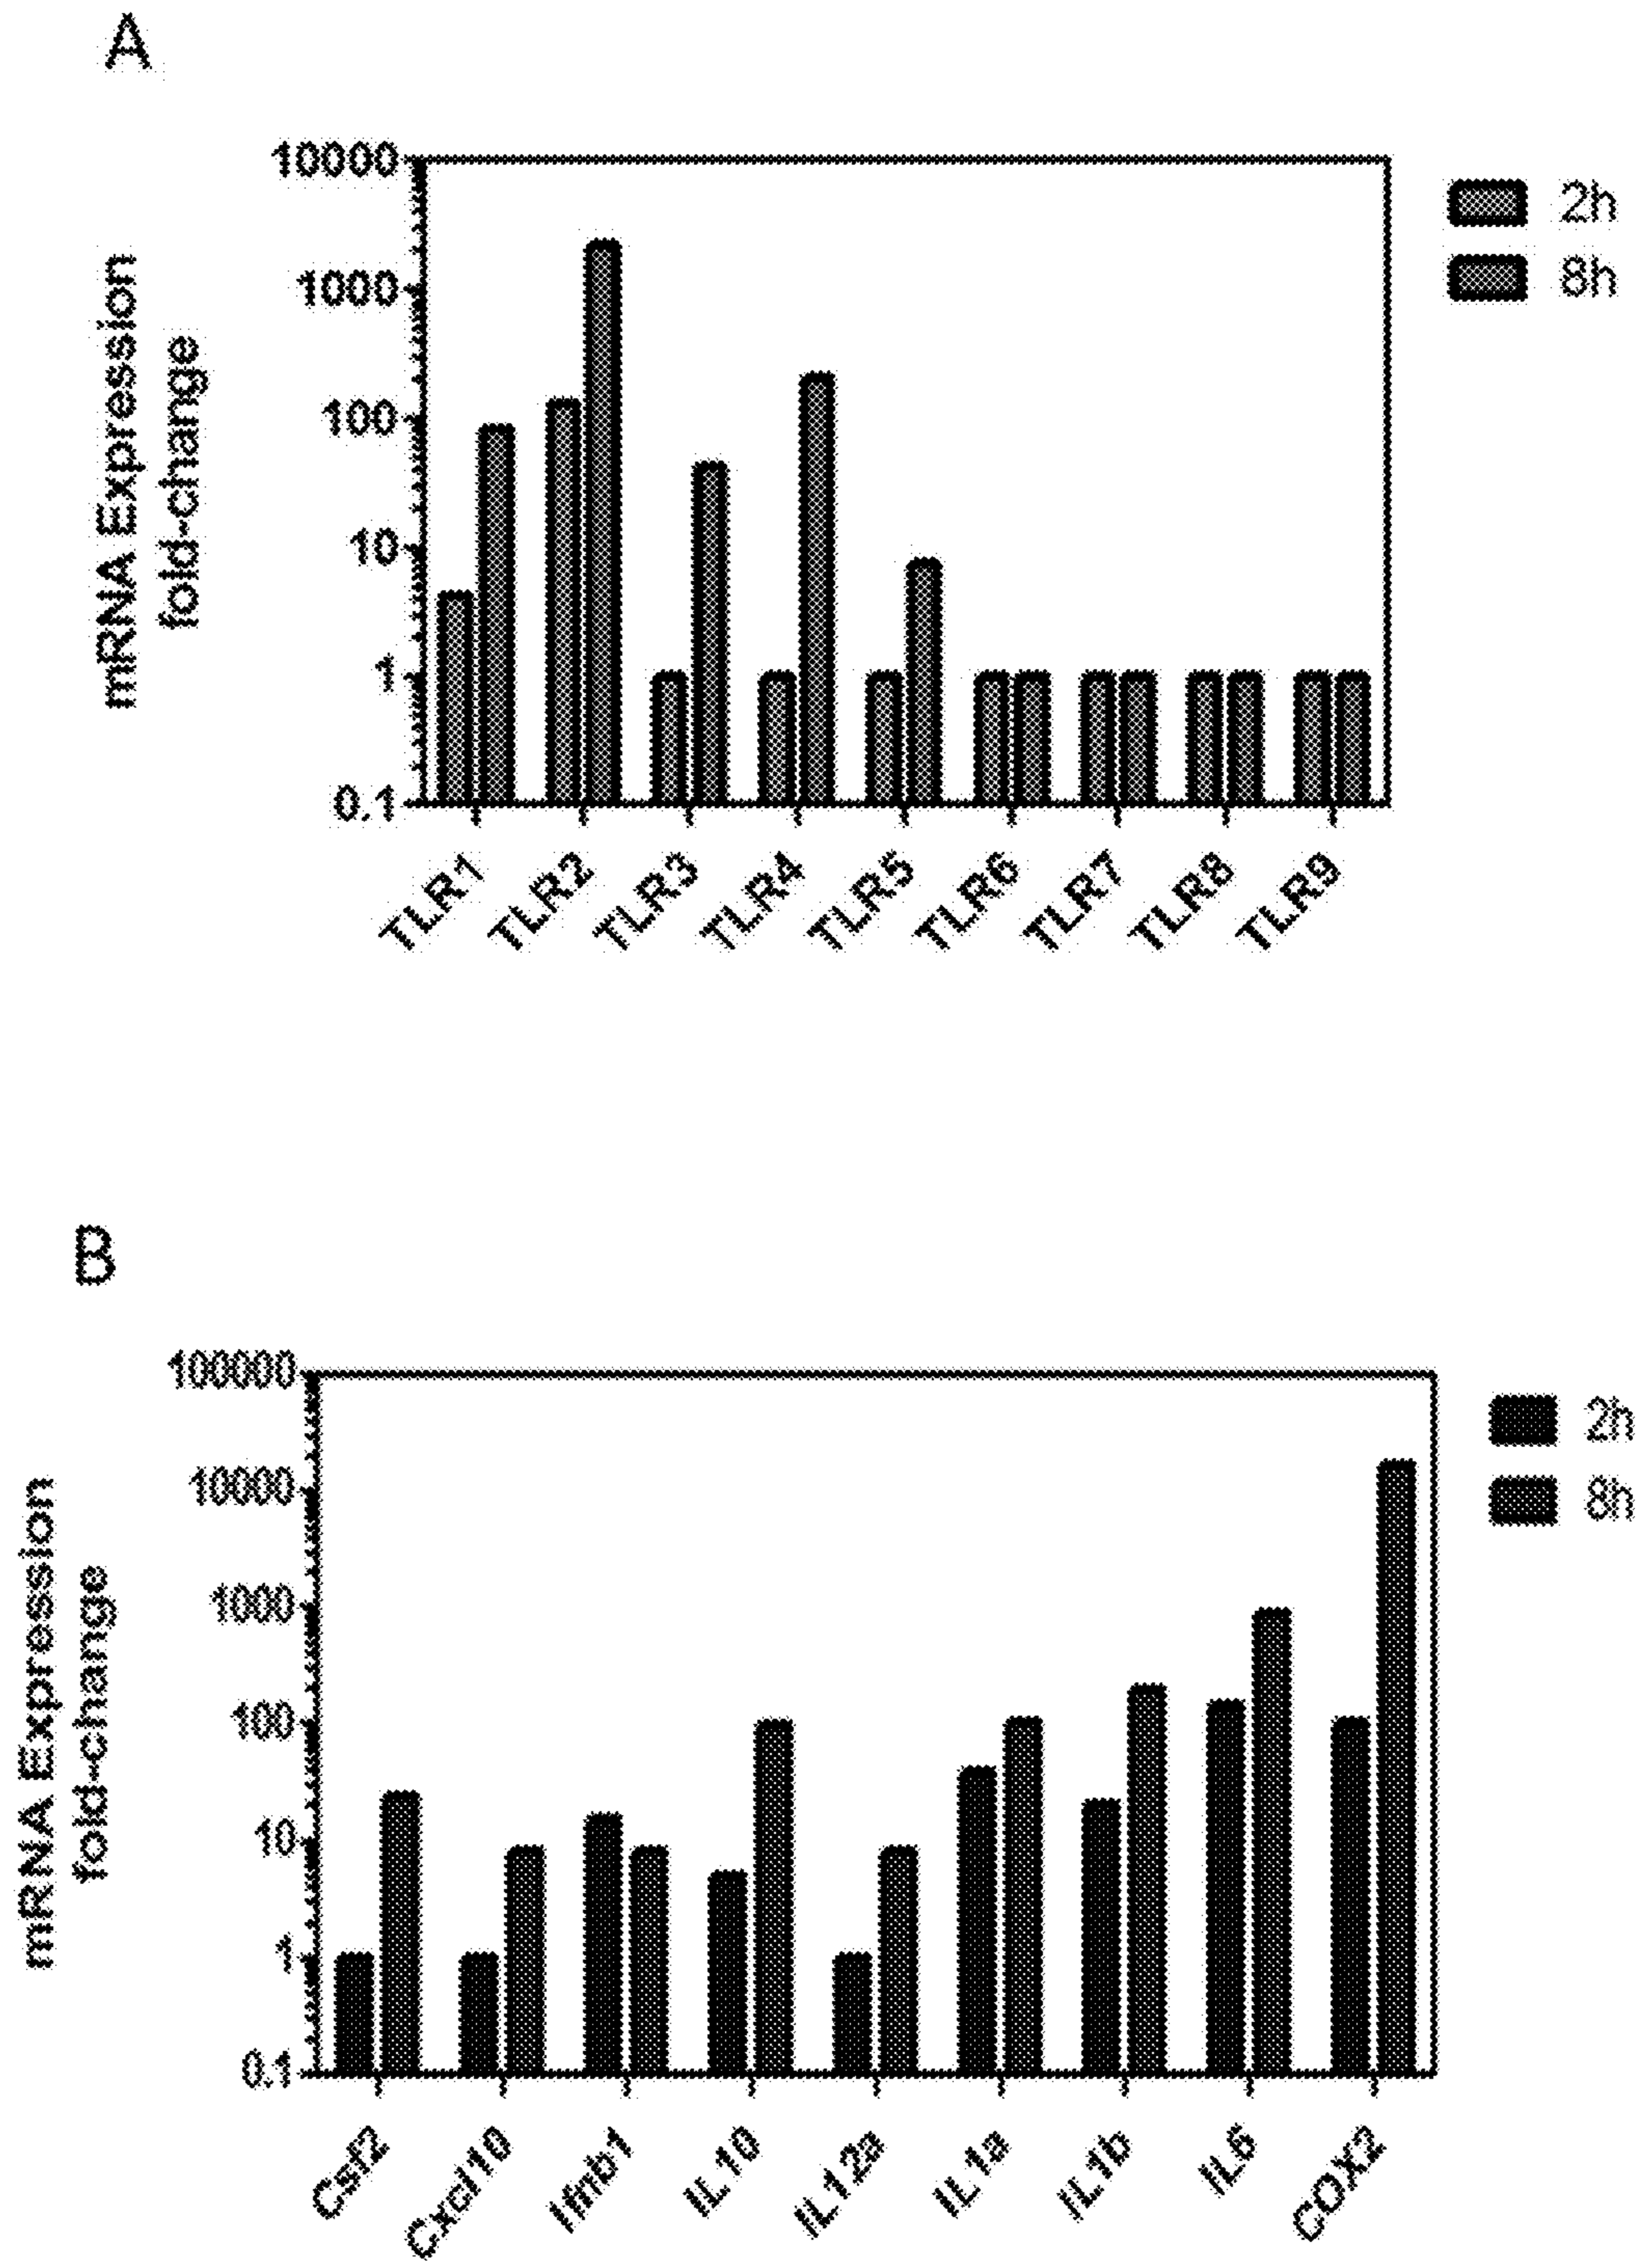 A
10000
1000
100
10
1
0.1
mRNA Expression
fold-change
2h
8h
TLR1
TLR2
TLR3
TLR4
TLR5
TLR6
TLR7
TLR8
TLR9
B
100000
10000
1000
100
10
1
0.1
mRNA Expression
fold-change
2h
8h
Csf2
Cxcl10
Ifnb1
IL10
IL12a
IL1a
IL1b
IL6
COX2